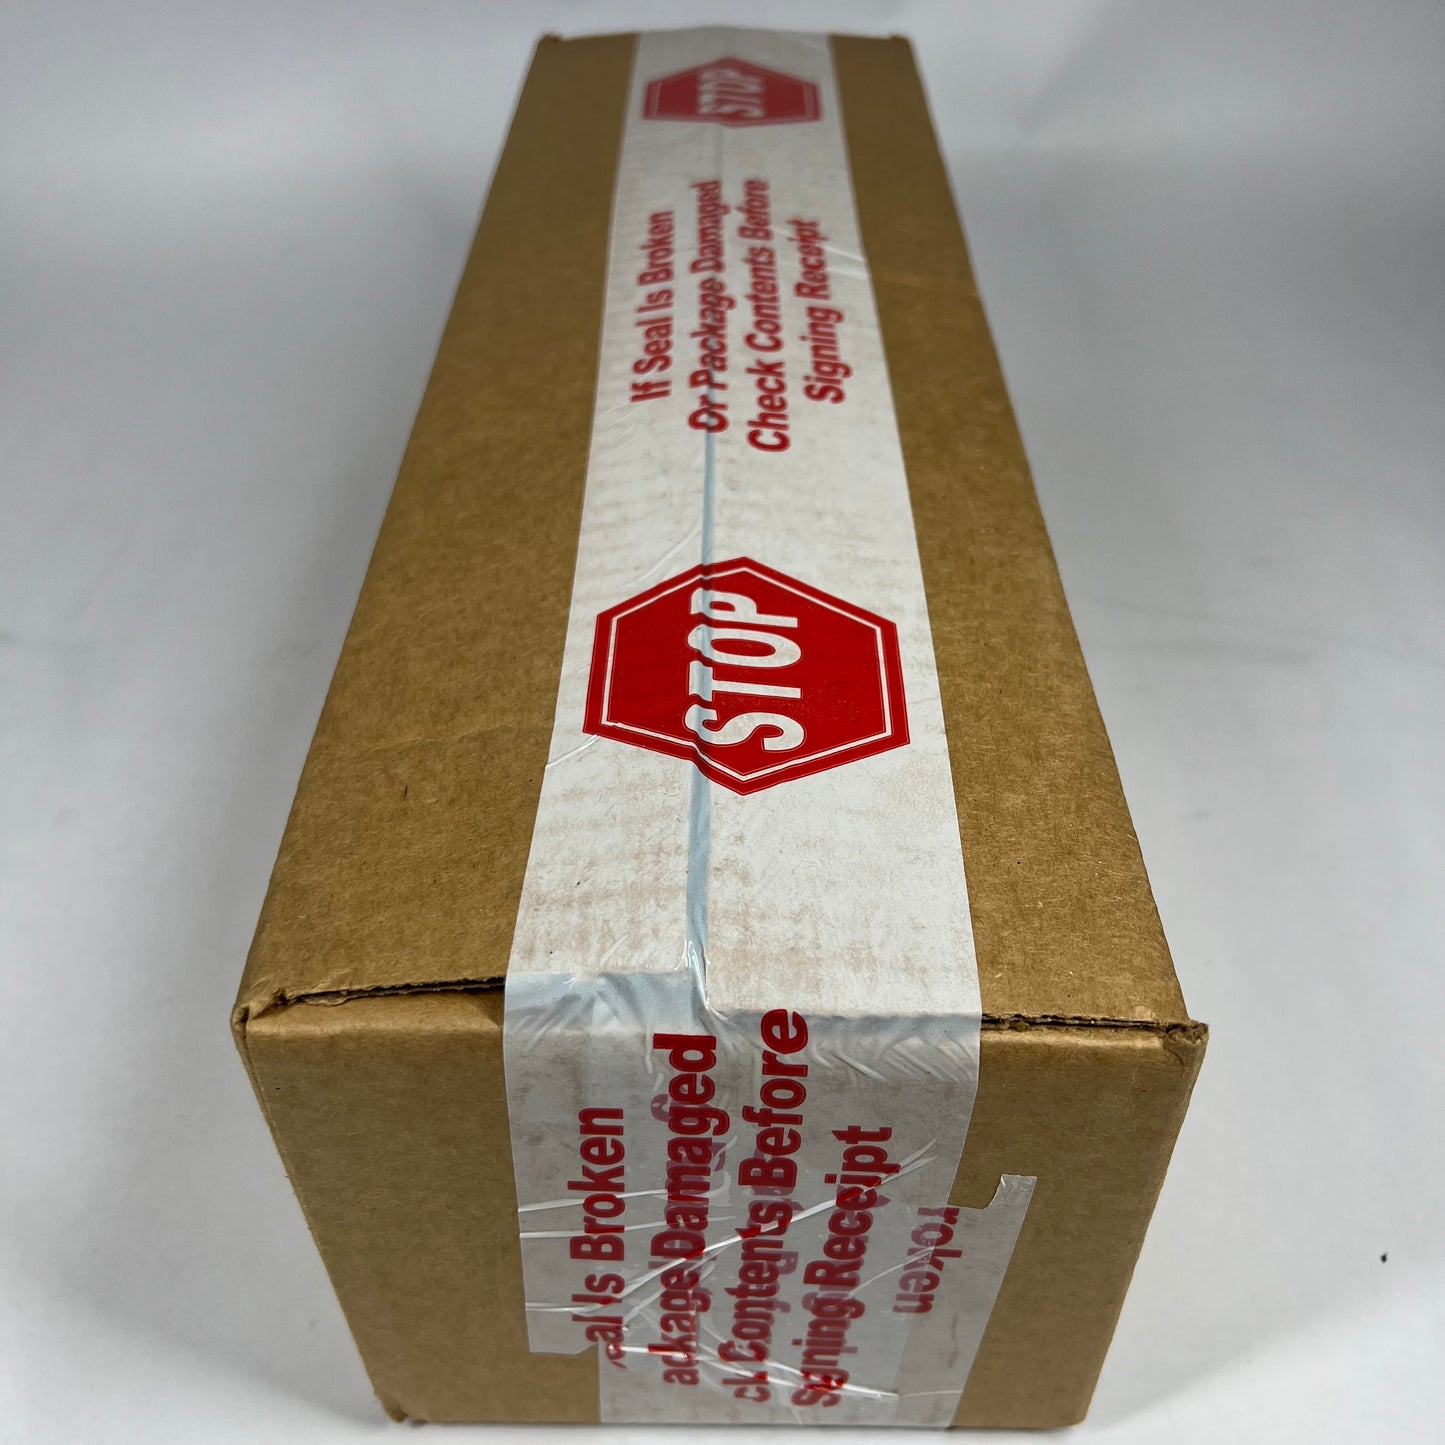 STOP
If Seal Is Broken
Or Package Damaged
Check Contents Before
Signing Receipt
STOP
eal Is Broken
ackage Damaged
Contents Before
Signing Receipt
roken